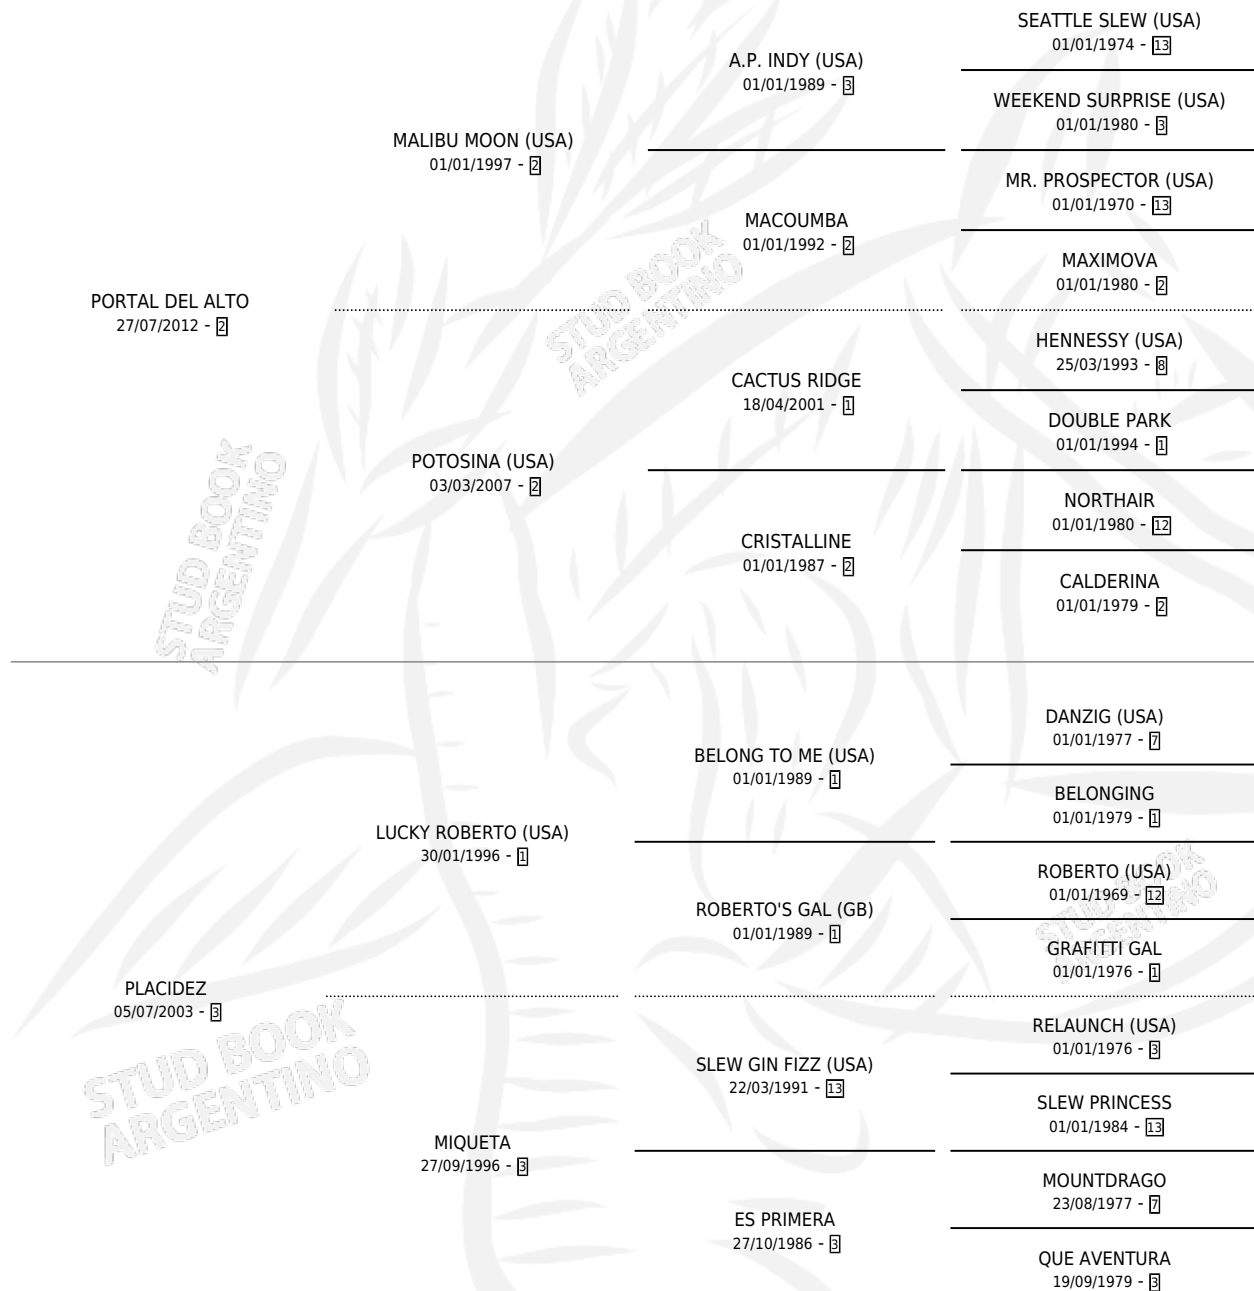 SEATTLE SLEW (USA)
01/01/1974 - 13
A.P. INDY (USA)
01/01/1989 - 3
WEEKEND SURPRISE (USA)
01/01/1980 - 3
MALIBU MOON (USA)
01/01/1997 - 2
MR. PROSPECTOR (USA)
01/01/1970 - 13
MACOUMBA
01/01/1992 - 2
MAXIMOVA
01/01/1980 - 2
PORTAL DEL ALTO
27/07/2012 - 2
HENNESSY (USA)
25/03/1993 - 8
CACTUS RIDGE
18/04/2001 - 1
DOUBLE PARK
01/01/1994 - 1
POTOSINA (USA)
03/03/2007 - 2
NORTHAIR
01/01/1980 - 12
CRISTALLINE
01/01/1987 - 2
CALDERINA
01/01/1979 - 2
DANZIG (USA)
01/01/1977 - 7
BELONG TO ME (USA)
01/01/1989 - 1
BELONGING
01/01/1979 - 1
LUCKY ROBERTO (USA)
30/01/1996 - 1
ROBERTO (USA)
01/01/1969 - 12
ROBERTO'S GAL (GB)
01/01/1989 - 1
GRAFITTI GAL
01/01/1976 - 1
PLACIDEZ
05/07/2003 - 3
RELAUNCH (USA)
01/01/1976 - 3
SLEW GIN FIZZ (USA)
22/03/1991 - 13
SLEW PRINCESS
01/01/1984 - 13
MIQUETA
27/09/1996 - 3
MOUNTDRAGO
23/08/1977 - 7
ES PRIMERA
27/10/1986 - 3
QUE AVENTURA
19/09/1979 - 3
STUD BOOK
ARGENTINO
STUD BOOK
ARGENTINO
STUD BOOK
ARGENTINO
STUD BOOK
ARGENTINO